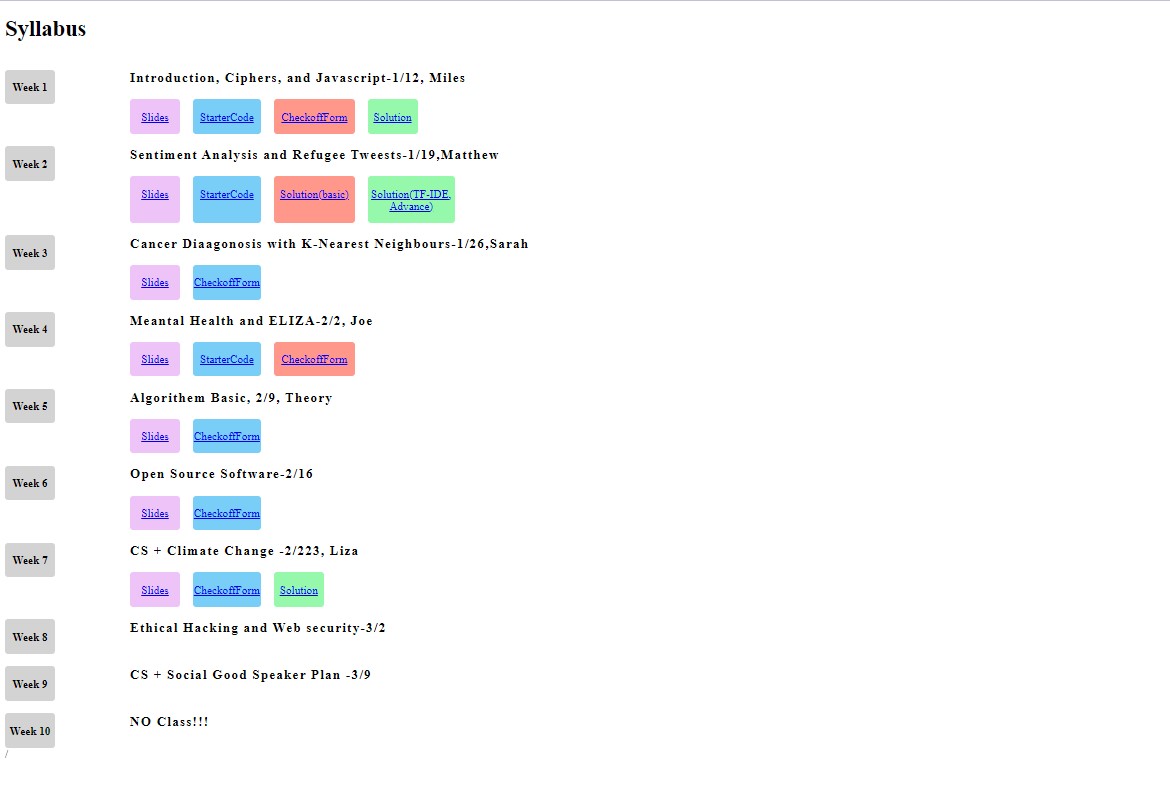 Syllabus
Week 1
Introduction, Ciphers, and Javascript-1/12, Miles
Slides StarterCode CheckoffForm Solution
Week 2
Sentiment Analysis and Refugee Tweests-1/19,Matthew
Slides StarterCode Solution(basic) Solution(TF-IDE,
Advance)
Week 3
Cancer Diaagonosis with K-Nearest Neighbours-1/26,Sarah
Slides CheckoffForm
Week 4
Meantal Health and ELIZA-2/2, Joe
Slides StarterCode CheckoffForm
Week 5
Algorithem Basic, 2/9, Theory
Slides CheckoffForm
Week 6
Open Source Software-2/16
Slides CheckoffForm
Week 7
CS + Climate Change -2/223, Liza
Slides CheckoffForm Solution
Week 8
Ethical Hacking and Web security-3/2
Week 9
CS + Social Good Speaker Plan -3/9
Week 10
NO Class!!!
/